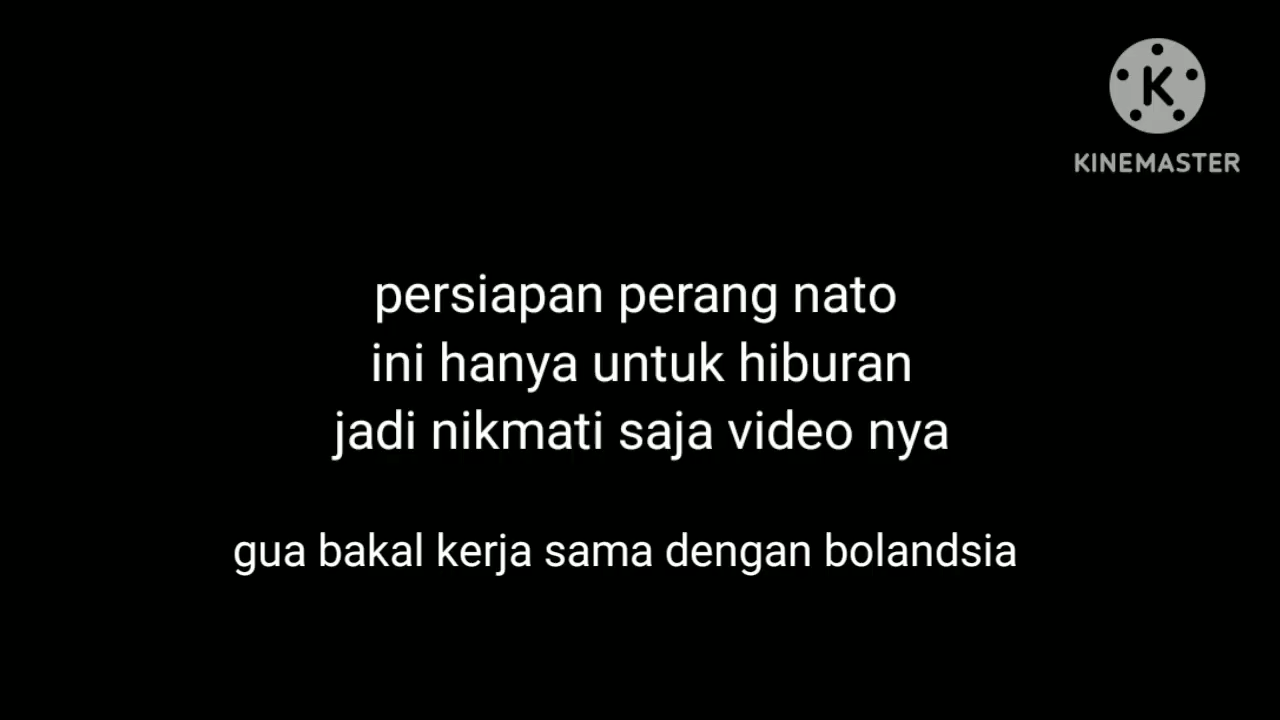 KINEMASTER
persiapan perang nato
ini hanya untuk hiburan
jadi nikmati saja video nya
gua bakal kerja sama dengan bolandsia